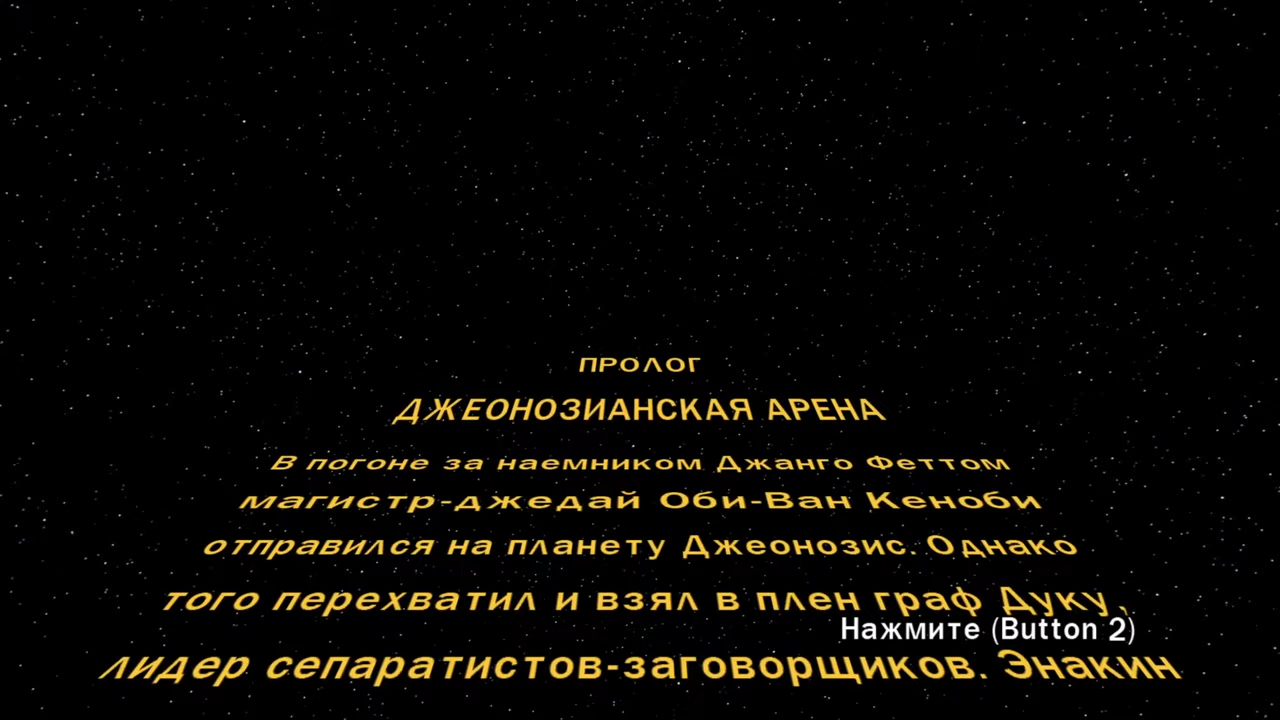 ПРОЛОГ
ДЖЕОНОЗИАНСКАЯ АРЕНА
В погоне за наемником Джанго Феттом
магистр-джедай Оби-Ван Кеноби
отправился на планету Джеонозис. Однако
того перехватил и взял в плен граф Дуку,
Нажмите (Button 2)
лидер сепаратистов-заговорщиков. Энакин